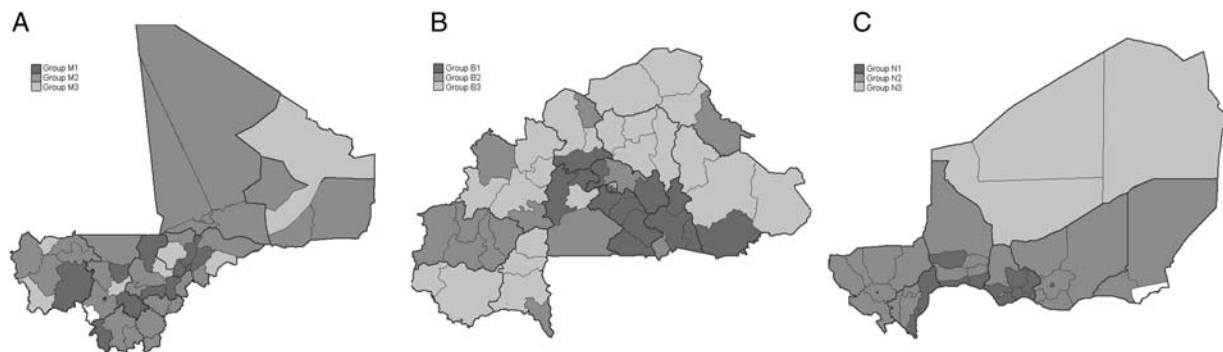 A
Group M1
Group M2
Group M3
B
Group B1
Group B2
Group B3
C
Group N1
Group N2
Group N3